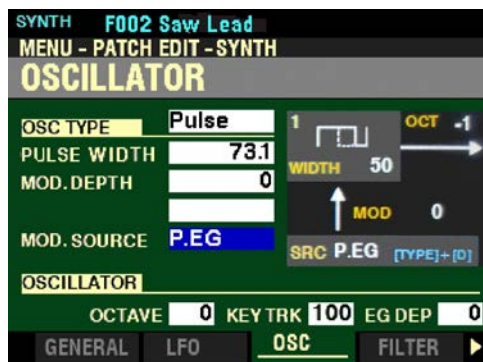 SYNTH F002 Saw Lead
MENU - PATCH EDIT - SYNTH
OSCILLATOR
OSC TYPE Pulse
PULSE WIDTH 73.1
MOD. DEPTH 0
MOD. SOURCE P.EG
1 OCT -1
WIDTH 50
MOD 0
SRC P.EG [TYPE]+[D]
OSCILLATOR
OCTAVE 0 KEY TRK 100 EG DEP 0
GENERAL LFO OSC FILTER